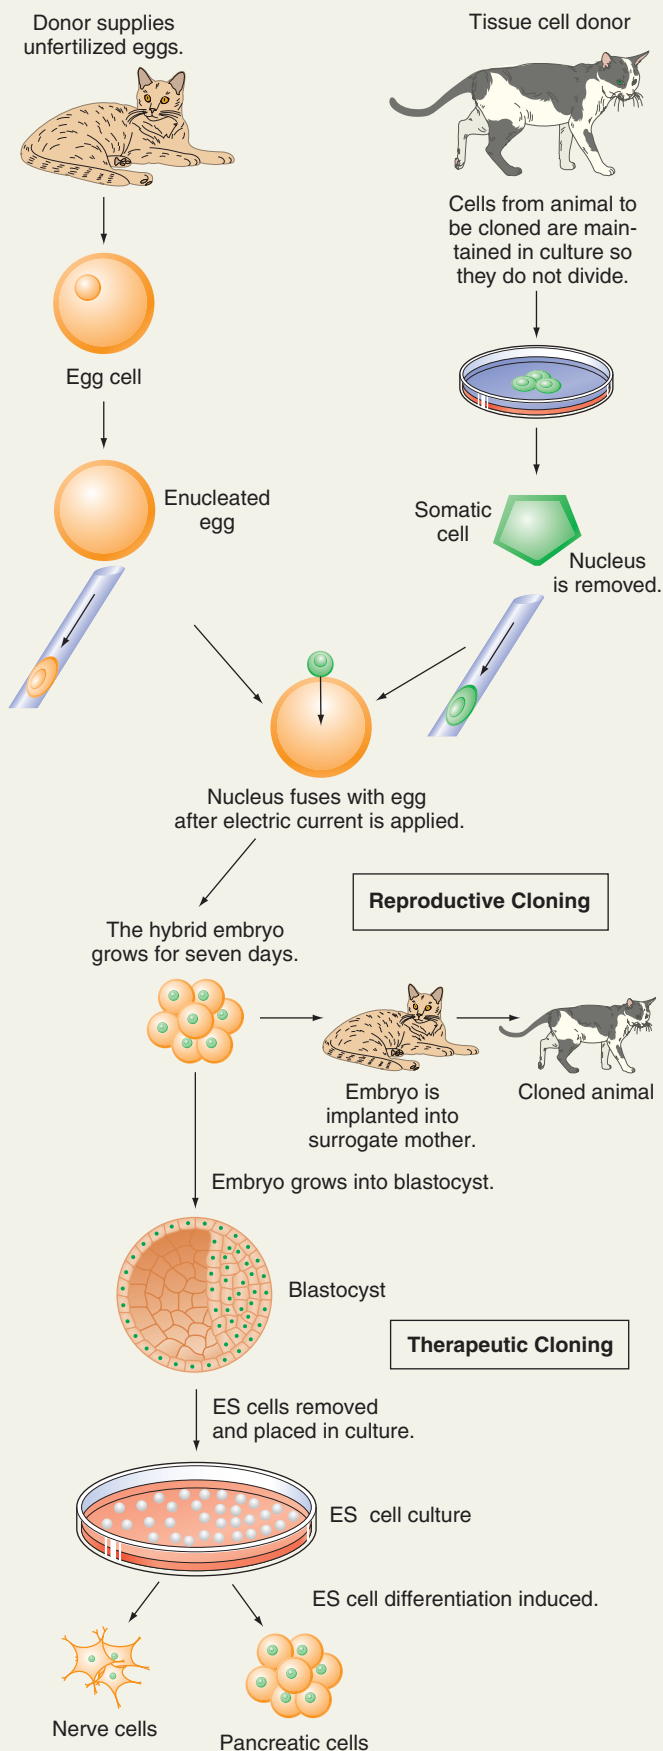 Donor supplies
unfertilized eggs.
Tissue cell donor
Cells from animal to
be cloned are main-
tained in culture so
they do not divide.
Egg cell
Enucleated
egg
Somatic
cell
Nucleus
is removed.
Nucleus fuses with egg
after electric current is applied.
Reproductive Cloning
The hybrid embryo
grows for seven days.
Embryo is
implanted into
surrogate mother.
Cloned animal
Embryo grows into blastocyst.
Blastocyst
Therapeutic Cloning
ES cells removed
and placed in culture.
ES cell culture
ES cell differentiation induced.
Nerve cells
Pancreatic cells